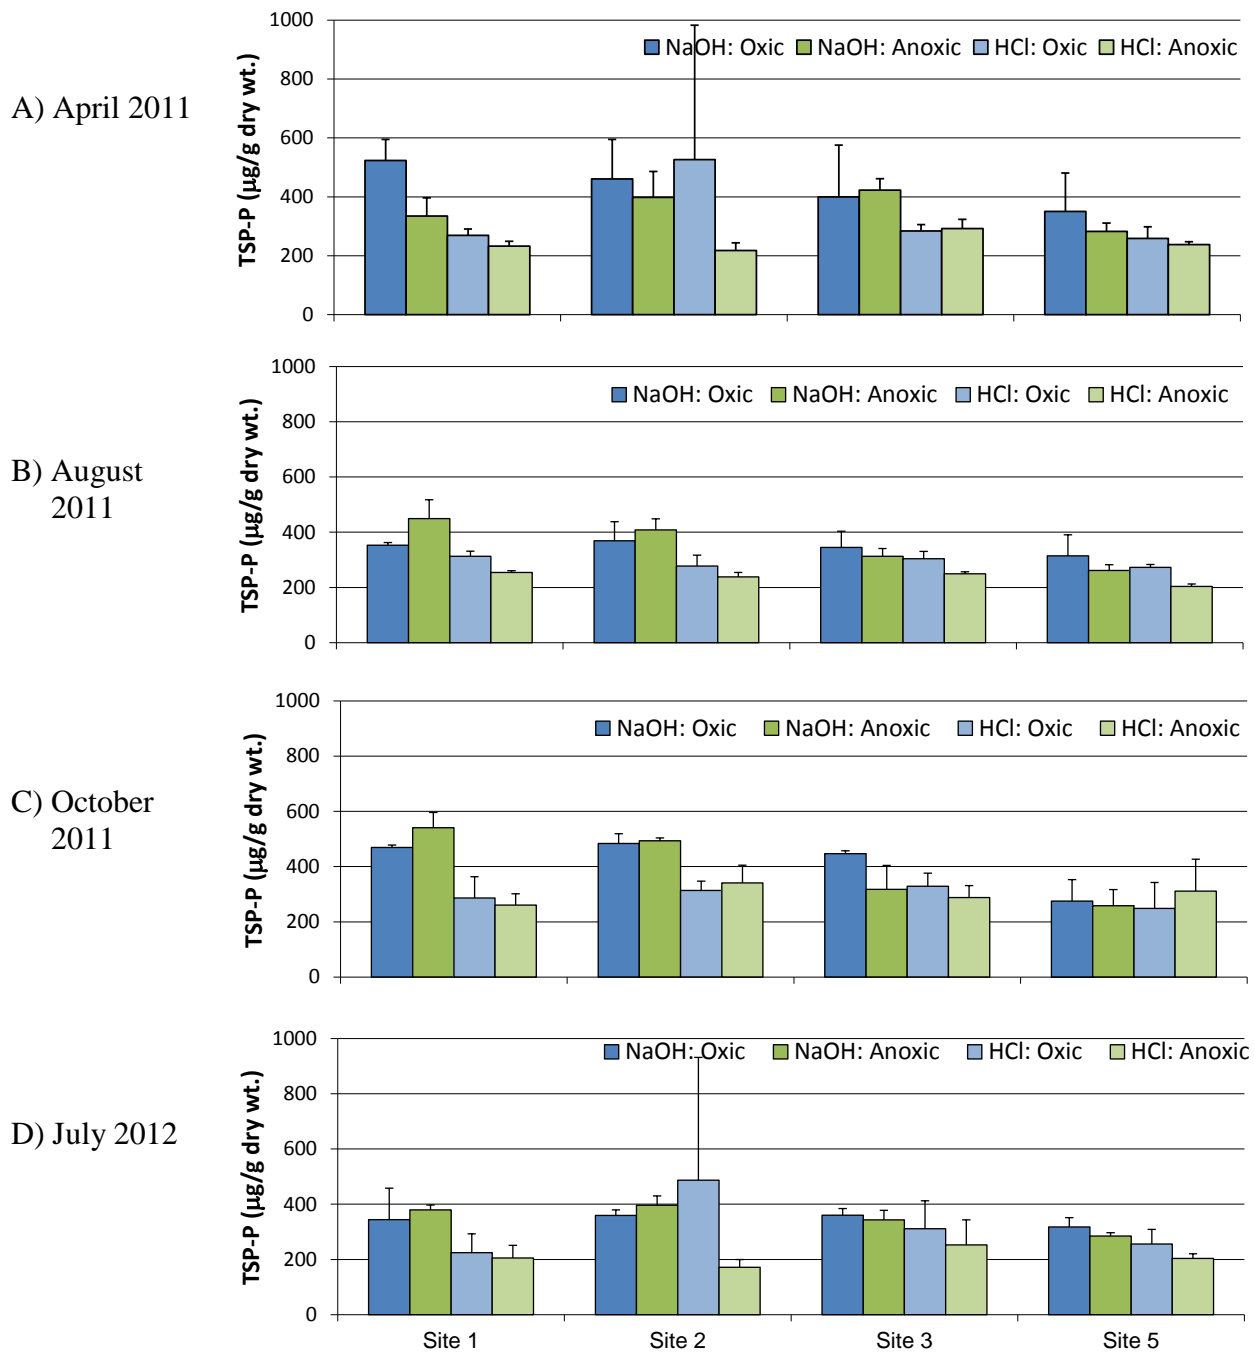 1000
NaOH: Oxic NaOH: Anoxic HCl: Oxic HCl: Anoxic
800
A) April 2011
600
TSP-P (µg/g dry wt.)
400
200
0
1000
NaOH: Oxic NaOH: Anoxic HCl: Oxic HCl: Anoxic
800
B) August
2011
600
TSP-P (µg/g dry wt.)
400
200
0
1000
NaOH: Oxic NaOH: Anoxic HCl: Oxic HCl: Anoxic
800
C) October
2011
600
TSP-P (µg/g dry wt.)
400
200
0
1000
NaOH: Oxic NaOH: Anoxic HCl: Oxic HCl: Anoxic
800
D) July 2012
600
TSP-P (µg/g dry wt.)
400
200
0
Site 1 Site 2 Site 3 Site 5